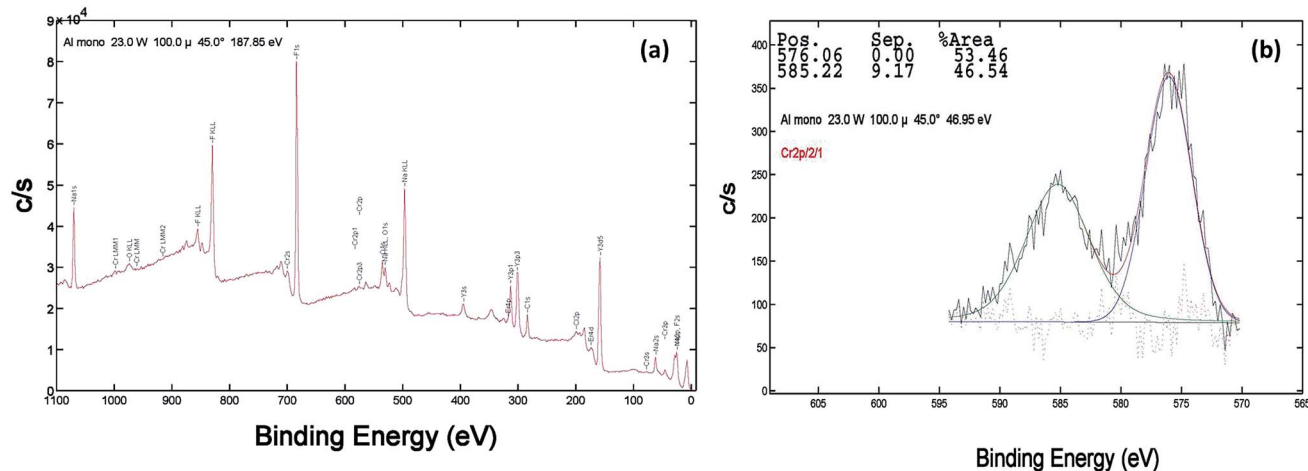 c/s
×10⁴
Al mono 23.0 W 100.0 µ 45.0° 187.85 eV
(a)
9
8
7
6
5
4
3
2
1
0
-Na1s
-Cr LMM1
-O KLL
-Cr LMM
-Cr LMM2
-F KLL
-F KLL
-Cr2s
-F1s
-Cr2p1
-Cr2p
-Cr2p3
-Na KLL
-Y3s
-Er4p
-Y3p1
-Y3p3
-C1s
-Cl2p
-Er4d
-Y3d5
-Cr3s
-Na2s
-Cr3p
1100
1000
900
800
700
600
500
400
300
200
100
0
Binding Energy (eV)
Pos. Sep. %Area
576.06 0.00 53.46
585.22 9.17 46.54
(b)
Al mono 23.0 W 100.0 µ 45.0° 46.95 eV
Cr2p/2/1
c/s
400
350
300
250
200
150
100
50
0
605
600
595
590
585
580
575
570
565
Binding Energy (eV)